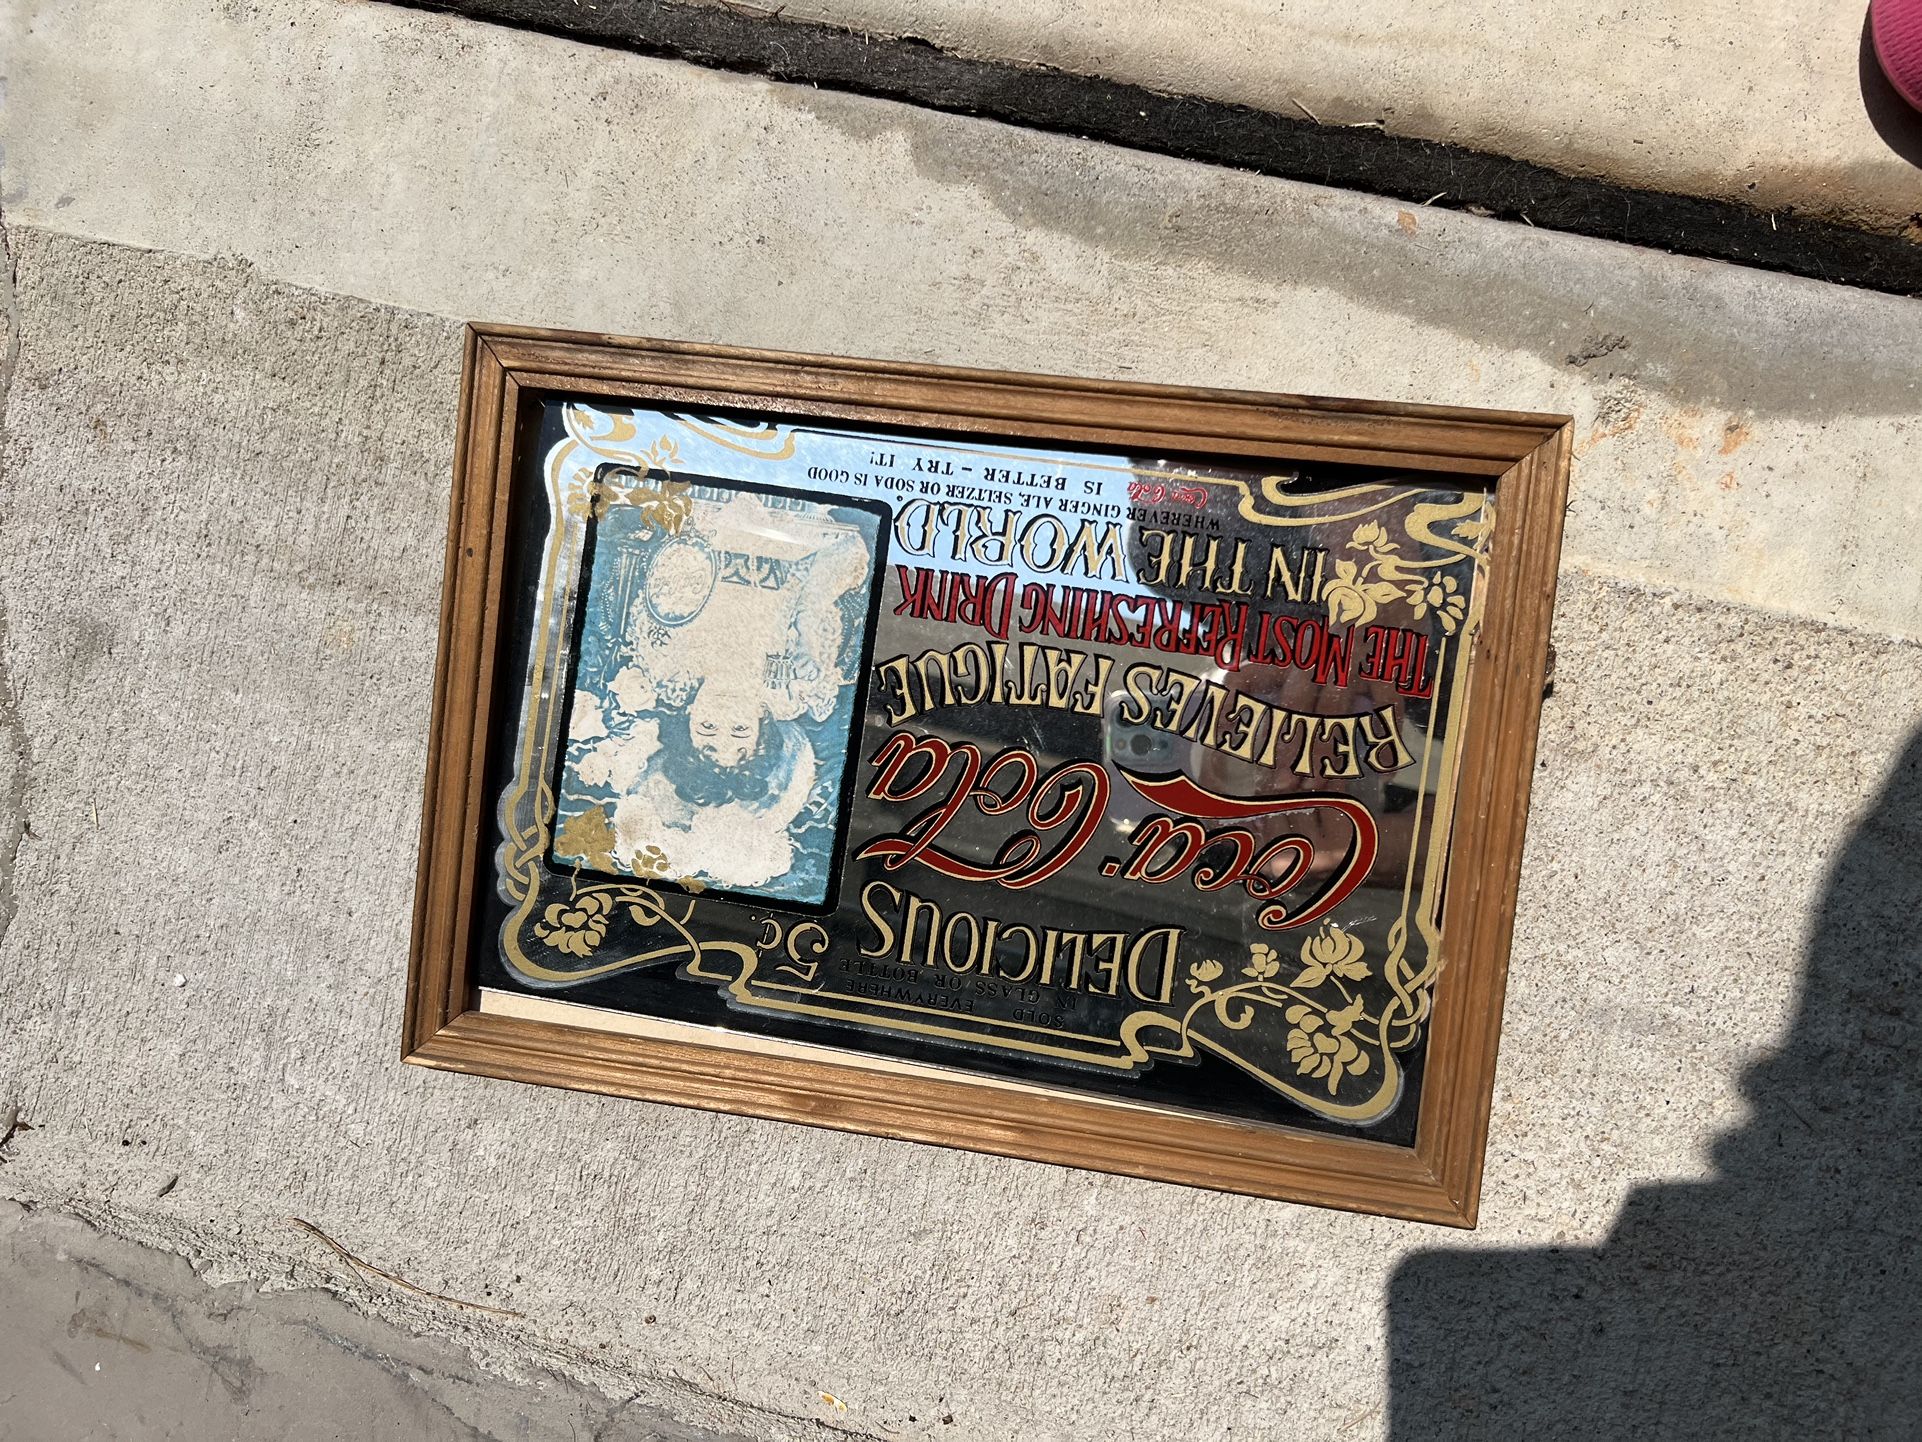 SOLD
EVERYWHERE
IN GLASS OR BOTTLE
DELICIOUS 5¢.
Coca-Cola
RELIEVES FATIGUE
THE MOST REFRESHING DRINK
IN THE WORLD.
WHEREVER GINGER ALE, SELTZER OR SODA IS GOOD
Coca-Cola IS BETTER - TRY IT!